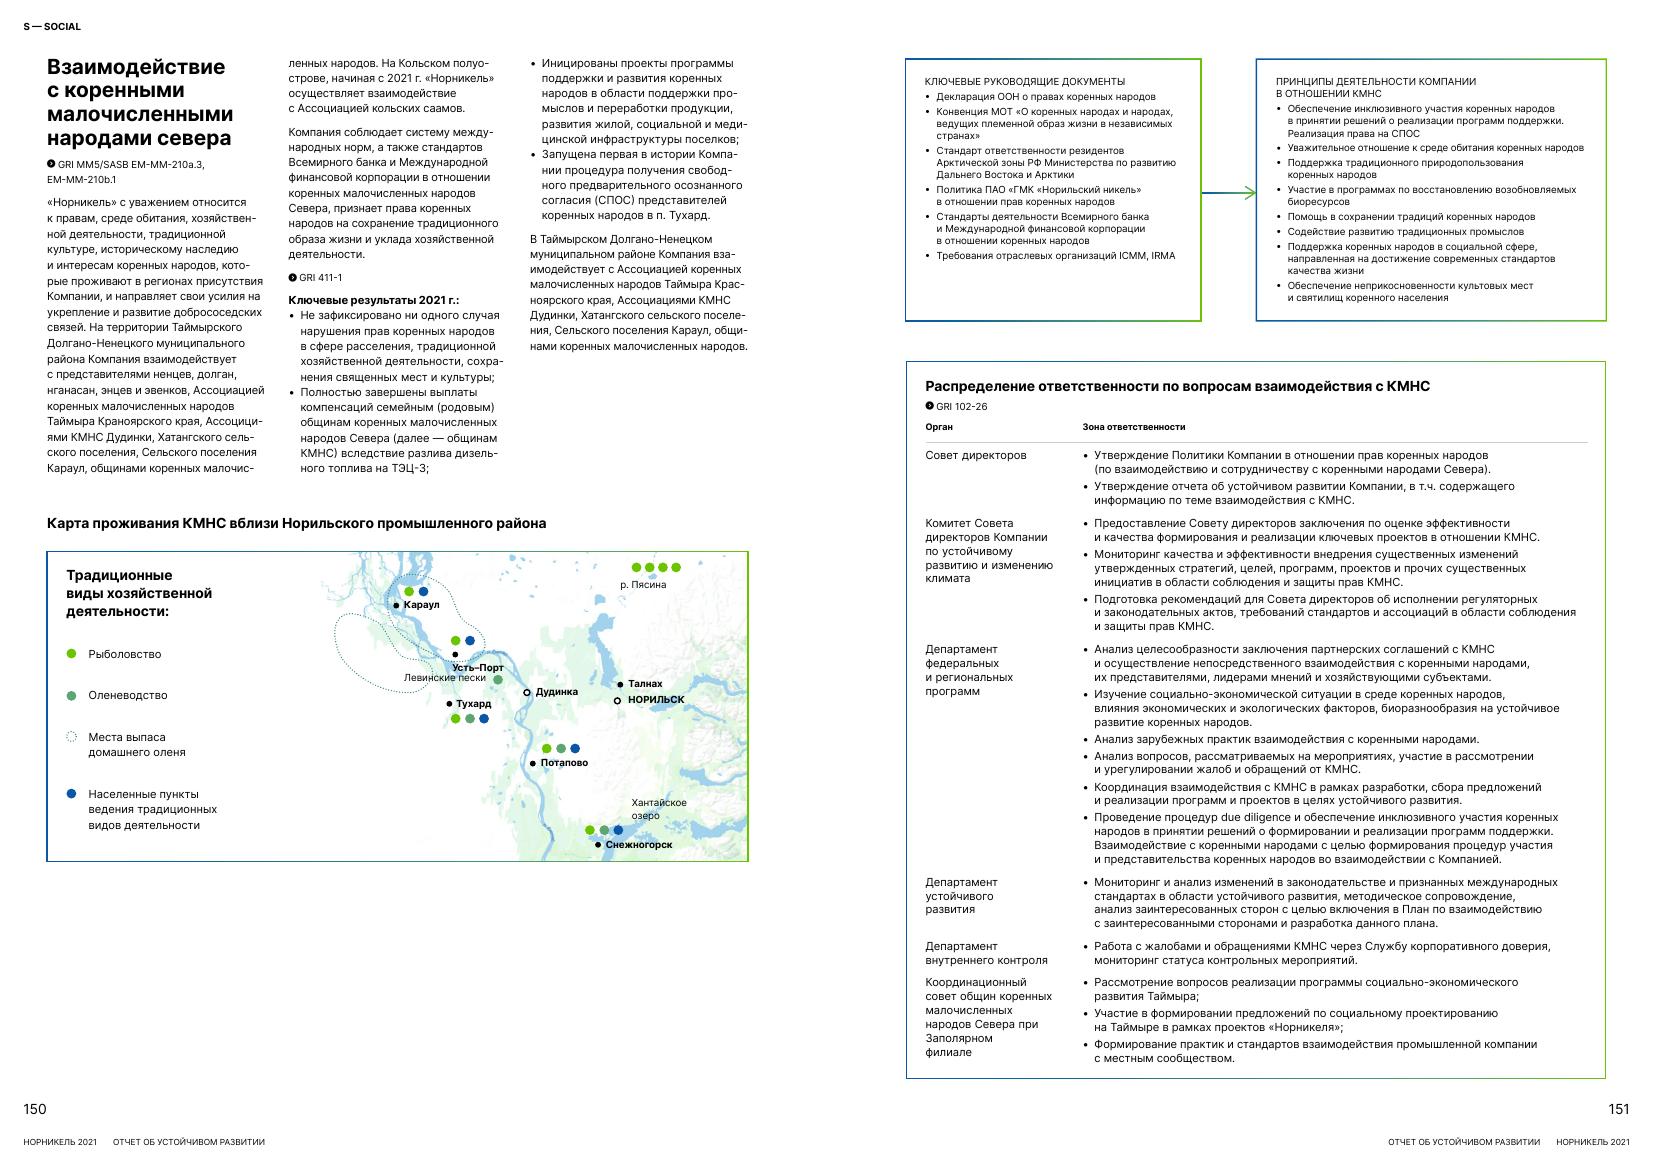 S — SOCIAL
Взаимодействие
с коренными
малочисленными
народами севера
GRI MM5/SASB EM-MM-210a.3,
EM-MM-210b.1
«Норникель» с уважением относится
к правам, среде обитания, хозяйствен-
ной деятельности, традиционной
культуре, историческому наследию
и интересам коренных народов, кото-
рые проживают в регионах присутствия
Компании, и направляет свои усилия на
укрепление и развитие добрососедских
связей. На территории Таймырского
Долгано-Ненецкого муниципального
района Компания взаимодействует
с представителями ненцев, долган,
нганасан, энцев и эвенков, Ассоциацией
коренных малочисленных народов
Таймыра Краноярского края, Ассоцици-
ями КМНС Дудинки, Хатангского сель-
ского поселения, Сельского поселения
Караул, общинами коренных малочис-
ленных народов. На Кольском полуо-
строве, начиная с 2021 г. «Норникель»
осуществляет взаимодействие
с Ассоциацией кольских саамов.
Компания соблюдает систему между-
народных норм, а также стандартов
Всемирного банка и Международной
финансовой корпорации в отношении
коренных малочисленных народов
Севера, признает права коренных
народов на сохранение традиционного
образа жизни и уклада хозяйственной
деятельности.
GRI 411-1
Ключевые результаты 2021 г.:
• Не зафиксировано ни одного случая
нарушения прав коренных народов
в сфере расселения, традиционной
хозяйственной деятельности, сохра-
нения священных мест и культуры;
• Полностью завершены выплаты
компенсаций семейным (родовым)
общинам коренных малочисленных
народов Севера (далее — общинам
КМНС) вследствие разлива дизель-
ного топлива на ТЭЦ-3;
• Инициированы проекты программы
поддержки и развития коренных
народов в области поддержки про-
мыслов и переработки продукции,
развития жилой, социальной и меди-
цинской инфраструктуры поселков;
• Запущена первая в истории Компа-
нии процедура получения свобод-
ного предварительного осознанного
согласия (СПОС) представителей
коренных народов в п. Тухард.
В Таймырском Долгано-Ненецком
муниципальном районе Компания вза-
имодействует с Ассоциацией коренных
малочисленных народов Таймыра Крас-
ноярского края, Ассоциациями КМНС
Дудинки, Хатангского сельского поселе-
ния, Сельского поселения Караул, общи-
нами коренных малочисленных народов.
Карта проживания КМНС вблизи Норильского промышленного района
Традиционные
виды хозяйственной
деятельности:
Рыболовство
Оленеводство
Места выпаса
домашнего оленя
Населенные пункты
ведения традиционных
видов деятельности
р. Пясина
Караул
Усть–Порт
Левинские пески
Дудинка
Талнах
НОРИЛЬСК
Тухард
Потапово
Хантайское
озеро
Снежногорск
150
НОРНИКЕЛЬ 2021 ОТЧЕТ ОБ УСТОЙЧИВОМ РАЗВИТИИ
КЛЮЧЕВЫЕ РУКОВОДЯЩИЕ ДОКУМЕНТЫ
• Декларация ООН о правах коренных народов
• Конвенция МОТ «О коренных народах и народах,
ведущих племенной образ жизни в независимых
странах»
• Стандарт ответственности резидентов
Арктической зоны РФ Министерства по развитию
Дальнего Востока и Арктики
• Политика ПАО «ГМК «Норильский никель»
в отношении прав коренных народов
• Стандарты деятельности Всемирного банка
и Международной финансовой корпорации
в отношении коренных народов
• Требования отраслевых организаций ICMM, IRMA
ПРИНЦИПЫ ДЕЯТЕЛЬНОСТИ КОМПАНИИ
В ОТНОШЕНИИ КМНС
• Обеспечение инклюзивного участия коренных народов
в принятии решений о реализации программ поддержки.
Реализация права на СПОС
• Уважительное отношение к среде обитания коренных народов
• Поддержка традиционного природопользования
коренных народов
• Участие в программах по восстановлению возобновляемых
биоресурсов
• Помощь в сохранении традиций коренных народов
• Содействие развитию традиционных промыслов
• Поддержка коренных народов в социальной сфере,
направленная на достижение современных стандартов
качества жизни
• Обеспечение неприкосновенности культовых мест
и святилищ коренного населения
Распределение ответственности по вопросам взаимодействия с КМНС
GRI 102-26
Орган Зона ответственности
Совет директоров
• Утверждение Политики Компании в отношении прав коренных народов
(по взаимодействию и сотрудничеству с коренными народами Севера).
• Утверждение отчета об устойчивом развитии Компании, в т.ч. содержащего
информацию по теме взаимодействия с КМНС.
Комитет Совета
директоров Компании
по устойчивому
развитию и изменению
климата
• Предоставление Совету директоров заключения по оценке эффективности
и качества формирования и реализации ключевых проектов в отношении КМНС.
• Мониторинг качества и эффективности внедрения существенных изменений
утвержденных стратегий, целей, программ, проектов и прочих существенных
инициатив в области соблюдения и защиты прав КМНС.
• Подготовка рекомендаций для Совета директоров об исполнении регуляторных
и законодательных актов, требований стандартов и ассоциаций в области соблюдения
и защиты прав КМНС.
Департамент
федеральных
и региональных
программ
• Анализ целесообразности заключения партнерских соглашений с КМНС
и осуществление непосредственного взаимодействия с коренными народами,
их представителями, лидерами мнений и хозяйствующими субъектами.
• Изучение социально-экономической ситуации в среде коренных народов,
влияния экономических и экологических факторов, биоразнообразия на устойчивое
развитие коренных народов.
• Анализ зарубежных практик взаимодействия с коренными народами.
• Анализ вопросов, рассматриваемых на мероприятиях, участие в рассмотрении
и урегулировании жалоб и обращений от КМНС.
• Координация взаимодействия с КМНС в рамках разработки, сбора предложений
и реализации программ и проектов в целях устойчивого развития.
• Проведение процедур due diligence и обеспечение инклюзивного участия коренных
народов в принятии решений о формировании и реализации программ поддержки.
Взаимодействие с коренными народами с целью формирования процедур участия
и представительства коренных народов во взаимодействии с Компанией.
Департамент
устойчивого
развития
• Мониторинг и анализ изменений в законодательстве и признанных международных
стандартах в области устойчивого развития, методическое сопровождение,
анализ заинтересованных сторон с целью включения в План по взаимодействию
с заинтересованными сторонами и разработка данного плана.
Департамент
внутреннего контроля
• Работа с жалобами и обращениями КМНС через Службу корпоративного доверия,
мониторинг статуса контрольных мероприятий.
Координационный
совет общин коренных
малочисленных
народов Севера при
Заполярном
филиале
• Рассмотрение вопросов реализации программы социально-экономического
развития Таймыра;
• Участие в формировании предложений по социальному проектированию
на Таймыре в рамках проектов «Норникеля»;
• Формирование практик и стандартов взаимодействия промышленной компании
с местным сообществом.
151
ОТЧЕТ ОБ УСТОЙЧИВОМ РАЗВИТИИ НОРНИКЕЛЬ 2021